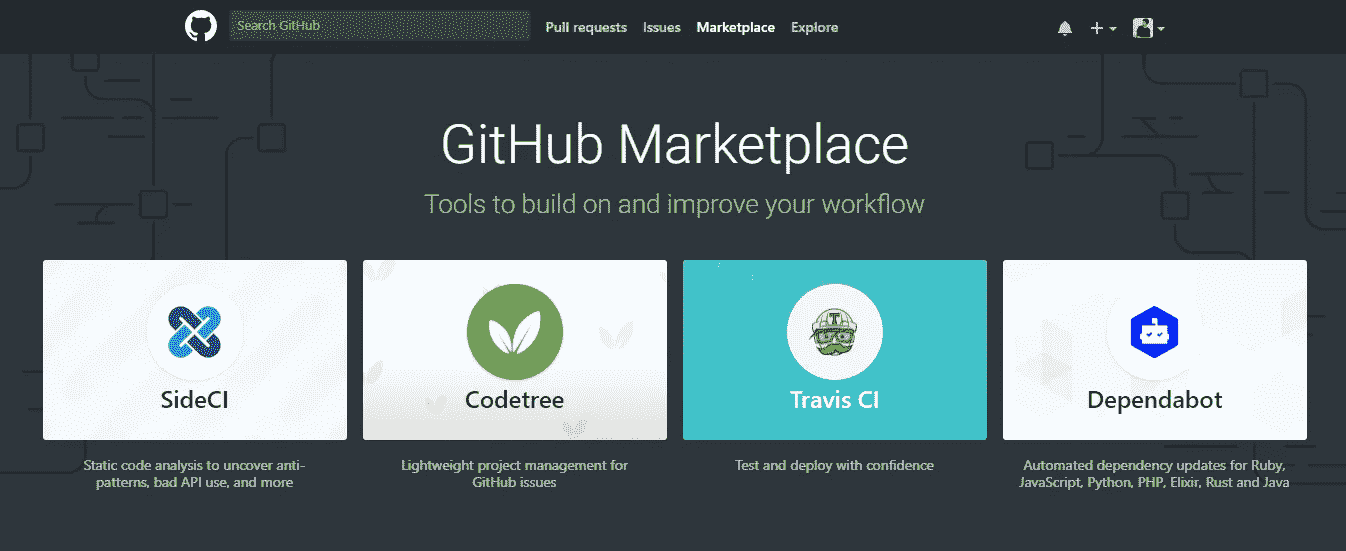 Search GitHub
Pull requests
Issues
Marketplace
Explore
GitHub Marketplace
Tools to build on and improve your workflow
SideCI
Codetree
Travis CI
Dependabot
Static code analysis to uncover anti-
patterns, bad API use, and more
Lightweight project management for
GitHub issues
Test and deploy with confidence
Automated dependency updates for Ruby,
JavaScript, Python, PHP, Elixir, Rust and Java